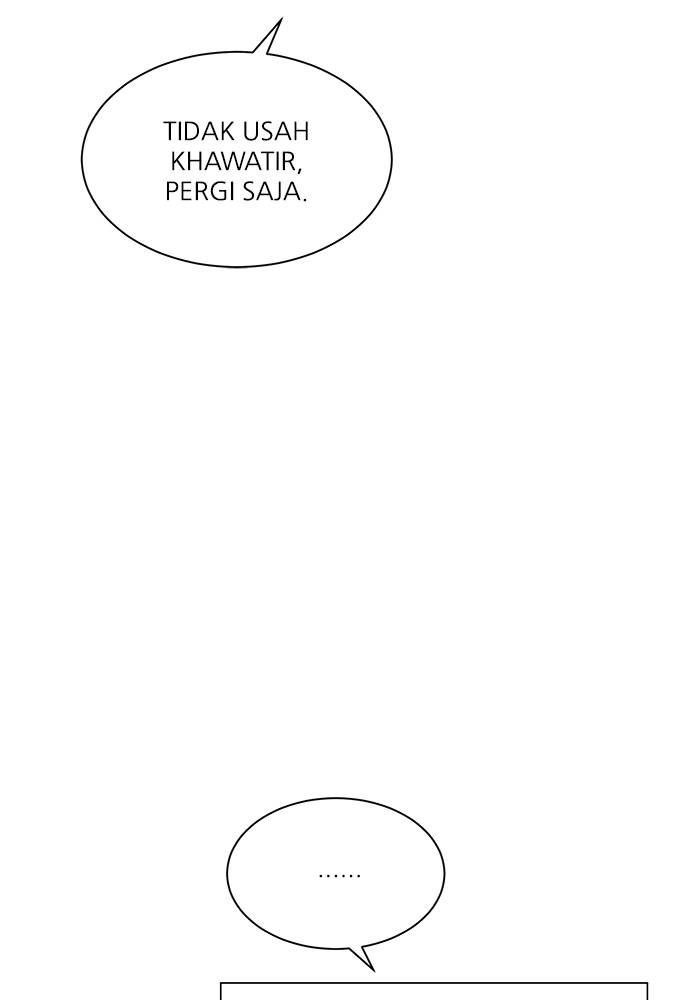 TIDAK USAH
KHAWATIR,
PERGI SAJA.
......